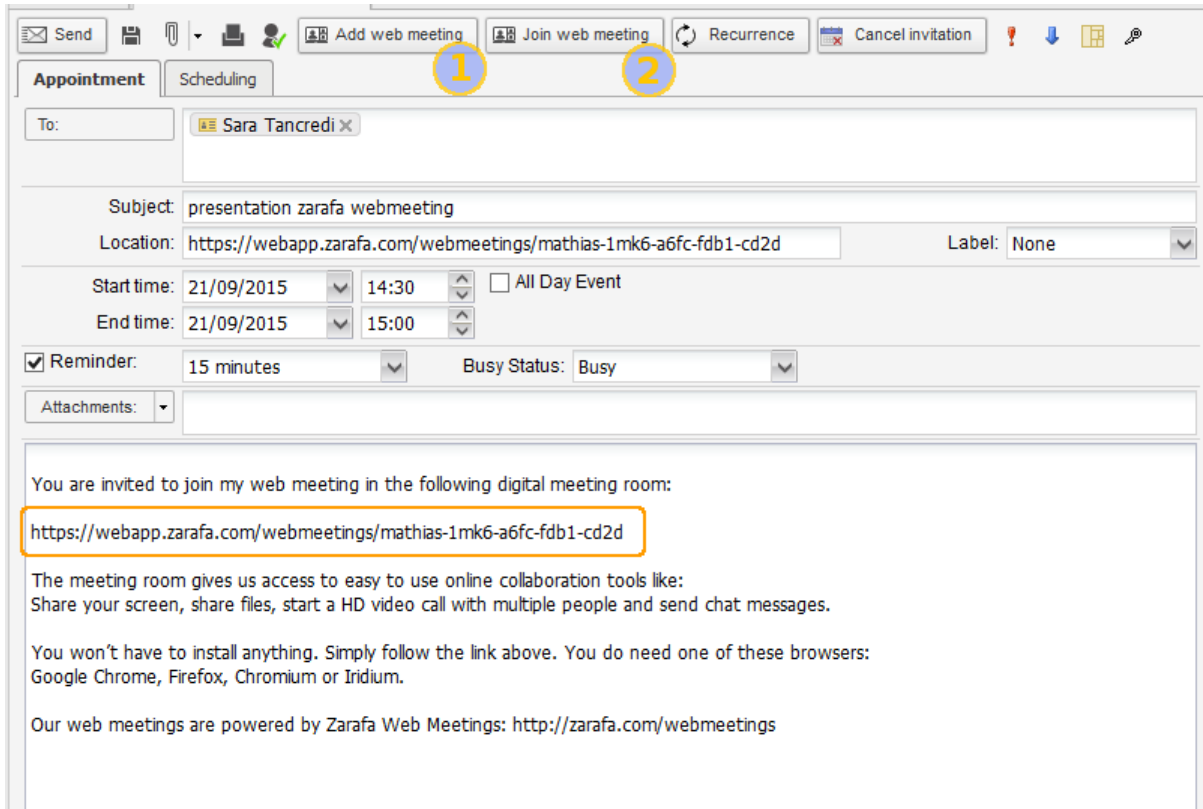 Send Add web meeting Join web meeting Recurrence Cancel invitation
1 2
Appointment Scheduling
To: Sara Tancredi
Subject: presentation zarafa webmeeting
Location: https://webapp.zarafa.com/webmeetings/mathias-1mk6-a6fc-fdb1-cd2d Label: None
Start time: 21/09/2015 14:30 All Day Event
End time: 21/09/2015 15:00
Reminder: 15 minutes Busy Status: Busy
Attachments:
You are invited to join my web meeting in the following digital meeting room:
https://webapp.zarafa.com/webmeetings/mathias-1mk6-a6fc-fdb1-cd2d
The meeting room gives us access to easy to use online collaboration tools like:
Share your screen, share files, start a HD video call with multiple people and send chat messages.
You won't have to install anything. Simply follow the link above. You do need one of these browsers:
Google Chrome, Firefox, Chromium or Iridium.
Our web meetings are powered by Zarafa Web Meetings: http://zarafa.com/webmeetings